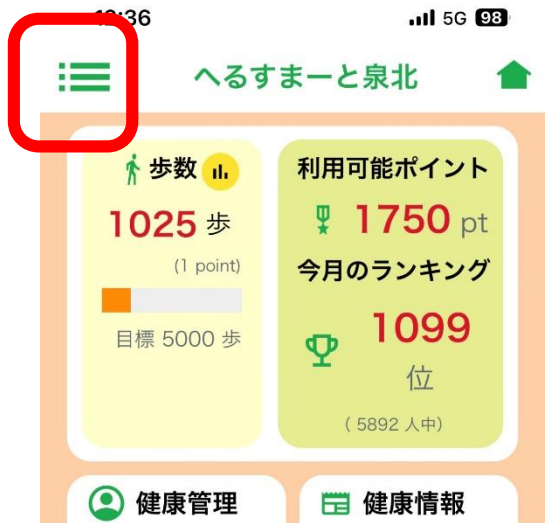 5G 98
へるすまーと泉北
歩数
1025 歩
(1 point)
目標 5000 歩
利用可能ポイント
1750 pt
今月のランキング
1099
位
( 5892 人中)
健康管理
健康情報